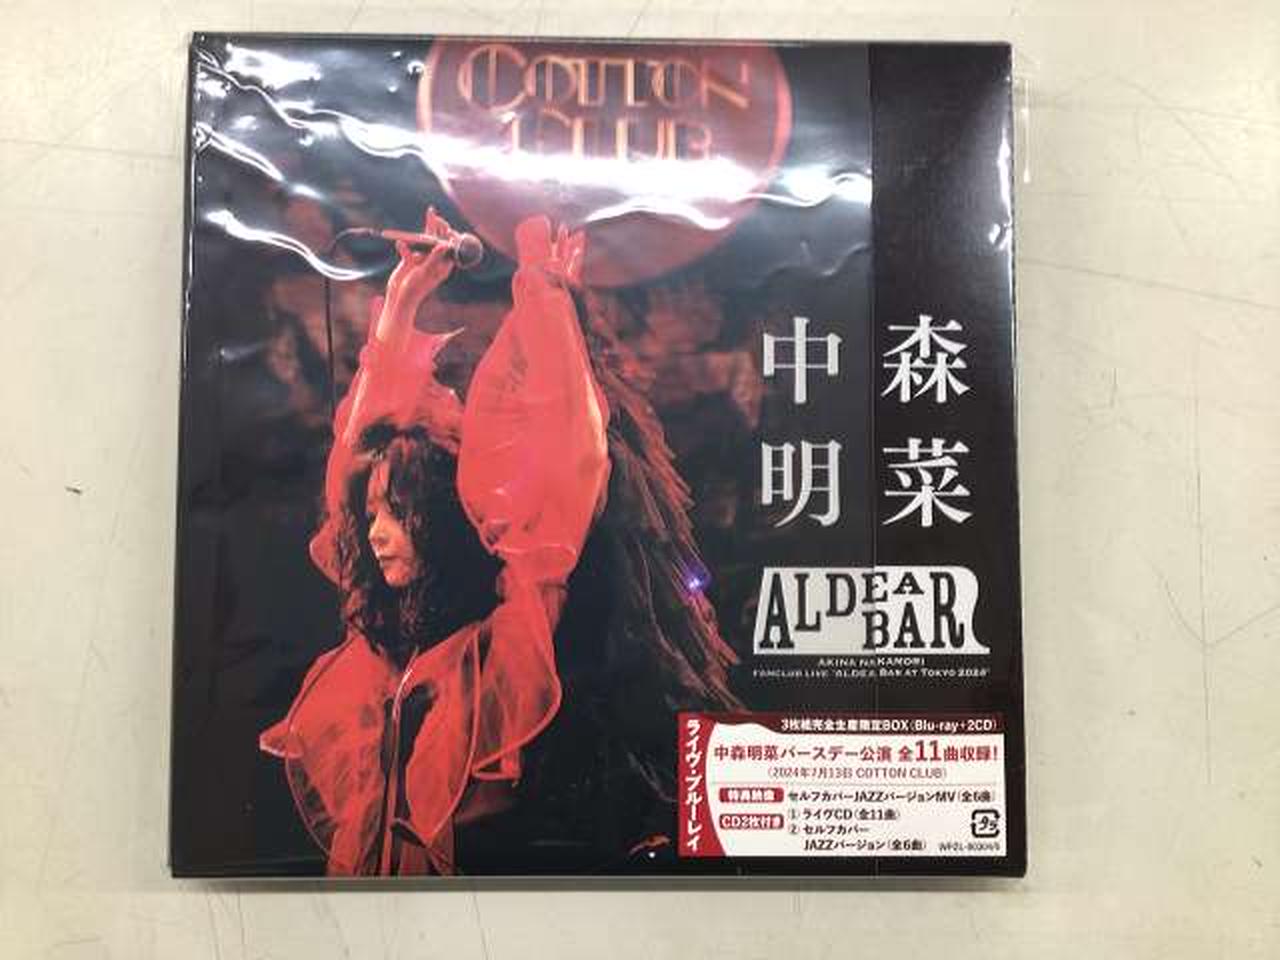 COTTON
CLUB
中森
明菜
ALDEA
BAR
AKINA NAKAMORI
FANCLUB LIVE "ALDEA BAR AT TOKYO 2024"
ライヴ・ブルーレイ
3枚組完全生産限定BOX(Blu-ray+2CD)
中森明菜バースデー公演 全11曲収録!
(2024年7月13日 COTTON CLUB)
特典映像 セルフカバーJAZZバージョンMV(全6曲)
CD2枚付き ① ライヴCD(全11曲)
② セルフカバー
JAZZバージョン(全6曲)